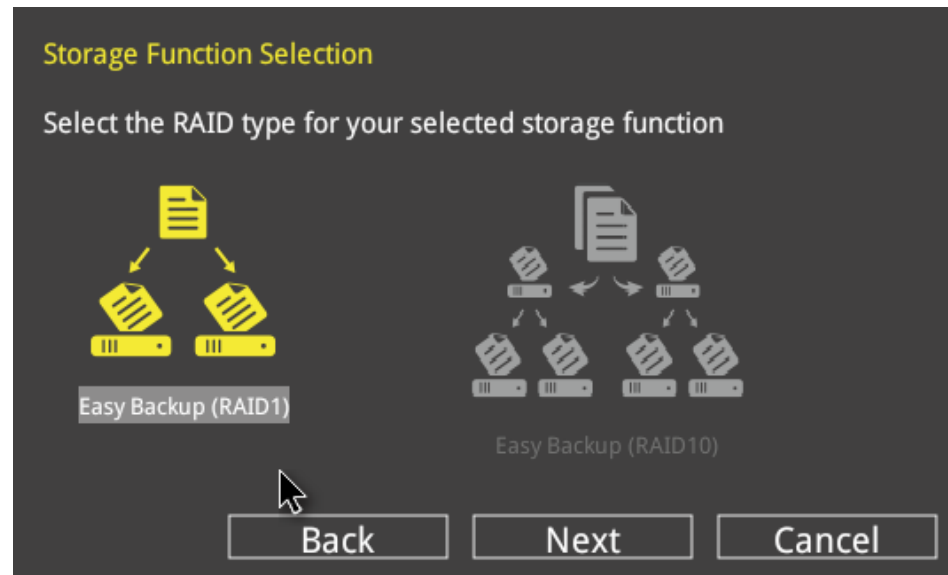 Storage Function Selection
Select the RAID type for your selected storage function
Easy Backup (RAID1)
Easy Backup (RAID10)
Back
Next
Cancel